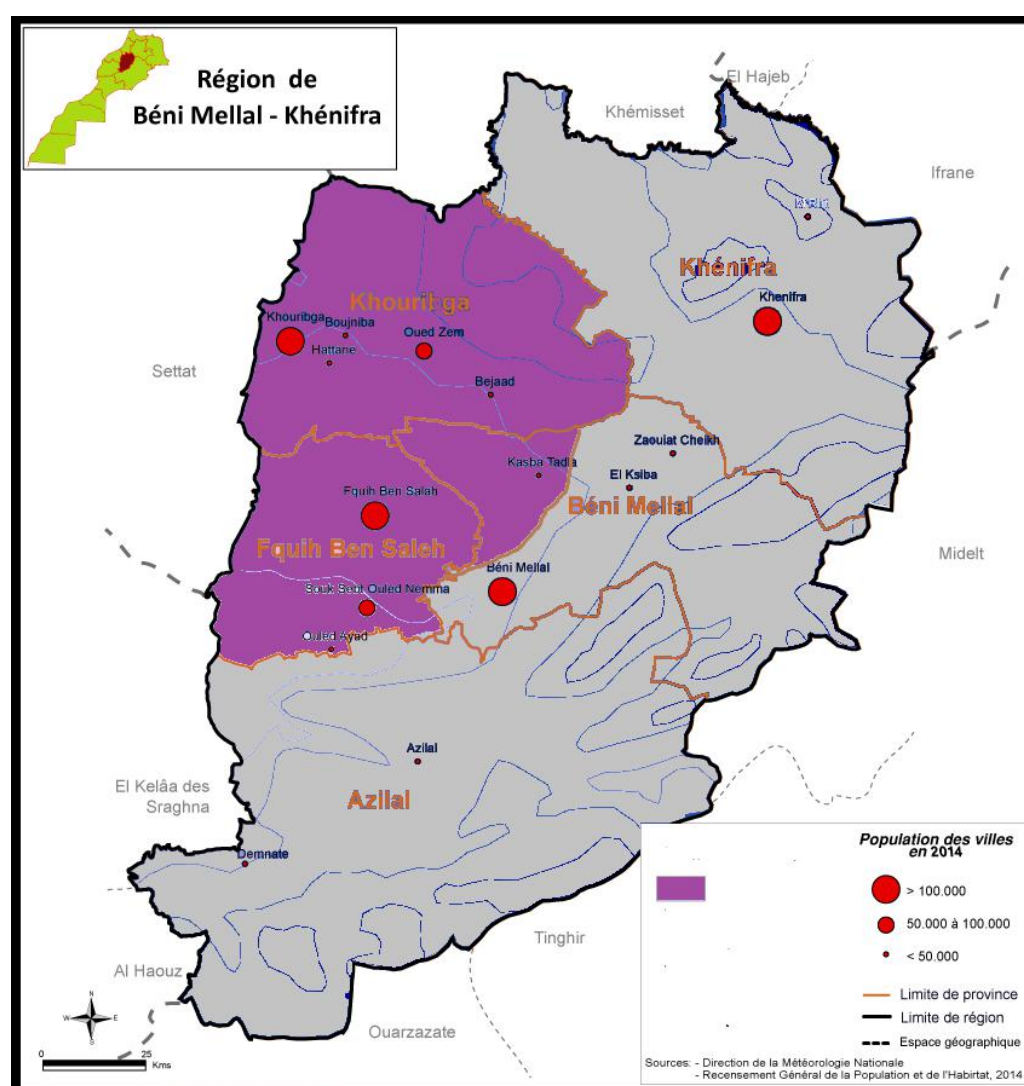 Région de
Béni Mellal - Khénifra
El Hajeb
Khémisset
Ifrane
Khénifra
Khenifra
Khouribga
Khouribga
Boujniba
Oued Zem
Hattane
Settat
Bejaad
Zaouiat Cheikh
Kasba Tadla
El Ksiba
Fquih Ben Salah
Béni Mellal
Fquih Ben Saleh
Midelt
Béni Mellal
Souk Sebt Ouled Nemma
Ouled Ayad
Azilal
El Kelâa des
Sraghna
Azilal
Demnate
Tinghir
Al Haouz
Ouarzazate
N
W
E
S
0
25
Kms
Population des villes
en 2014
> 100.000
50.000 à 100.000
< 50.000
Limite de province
Limite de région
Espace géographique
Sources: - Direction de la Météorologie Nationale
- Recensement Général de la Population et de l'Habirtat, 2014